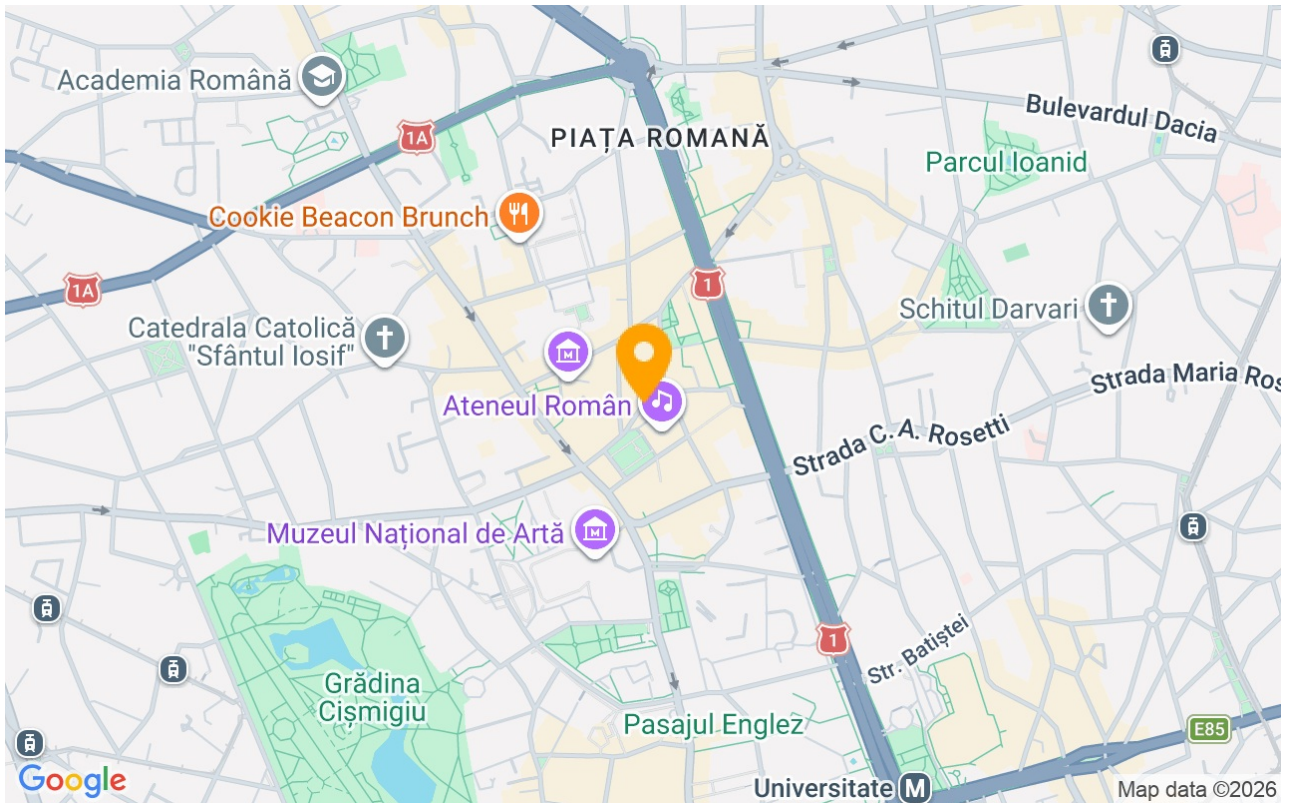 Academia Română
1A
PIAȚA ROMANĂ
Bulevardul Dacia
Parcul Ioanid
Cookie Beacon Brunch
1A
1
Catedrala Catolică
"Sfântul Iosif"
Schitul Darvari
Ateneul Român
Strada Maria Ros
Strada C. A. Rosetti
Muzeul Național de Artă
1
Str. Batiștei
Grădina
Cișmigiu
Pasajul Englez
E85
Google
Universitate M
Map data ©2026